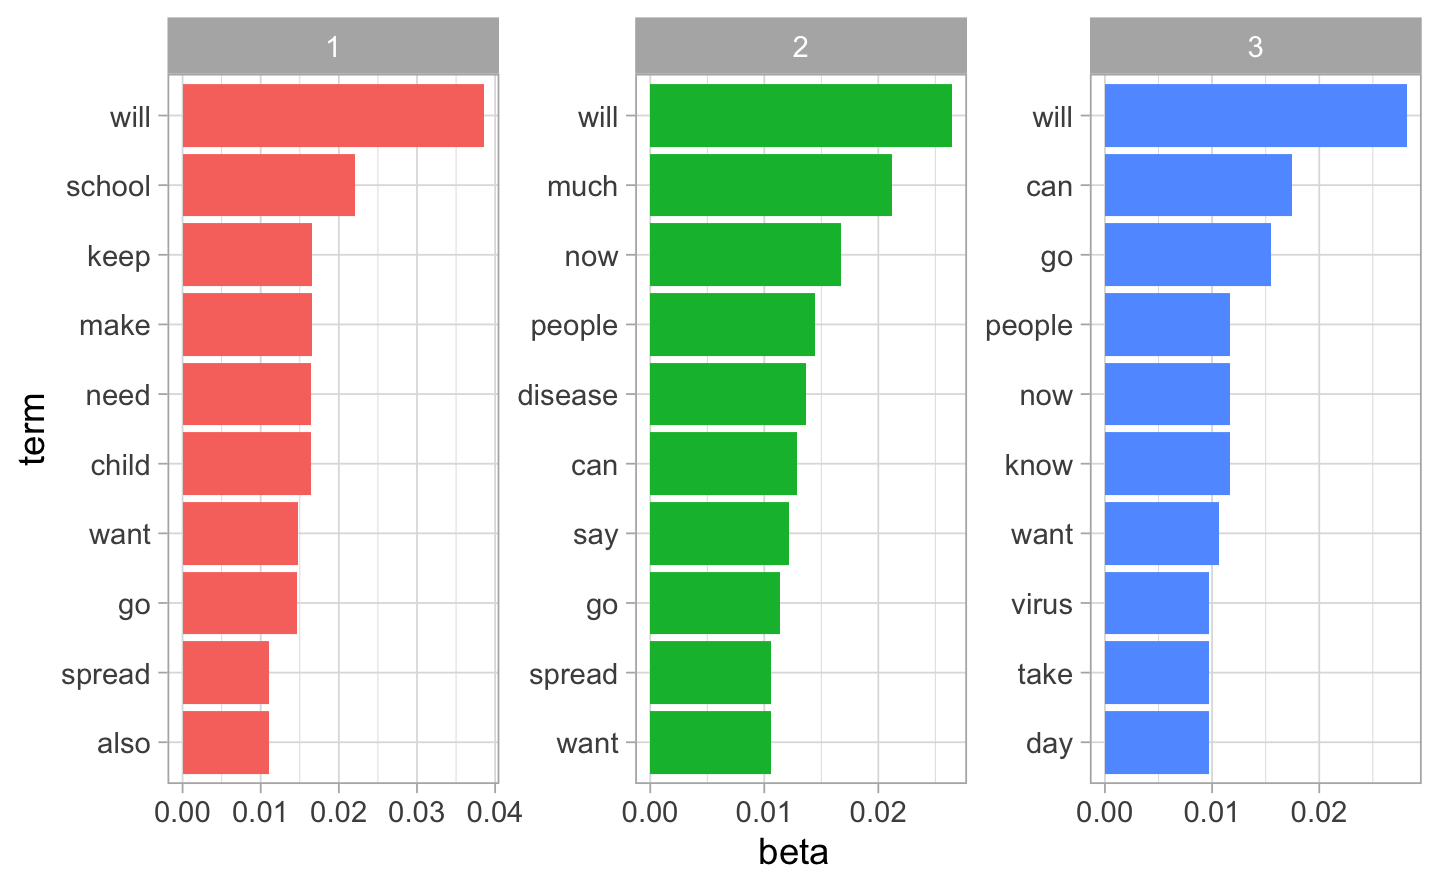 1
2
3
term
will
school
keep
make
need
child
want
go
spread
also
0.00 0.01 0.02 0.03 0.04
will
much
now
people
disease
can
say
go
spread
want
0.00 0.01 0.02
will
can
go
people
now
know
want
virus
take
day
0.00 0.01 0.02
beta